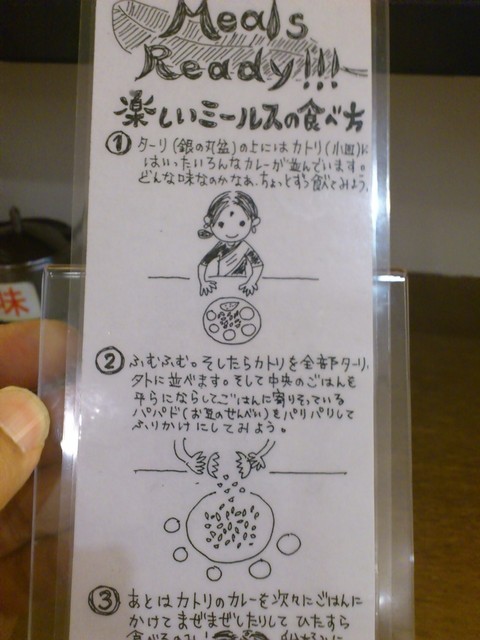 Meals
Ready!!!
楽しいミールスの食べ方
① ターリ(銀の丸盆)の上にはカトリ(小皿)に
はいったいろんなカレーが並んでいます。
どんな味なのかなあ、ちょっとずつ飲てみよう。
② ふむふむ。そしたらカトリを全部ターリ
外に並べます。そして中央のごはんを
平らにならしてごはんに寄りそっている
パパド(お豆のせんべい)をパリパリして
ふりかけにしてみよう。
③ あとはカトリのカレーを次々にごはんに
かけてまぜまぜしたりして ひたすら
味